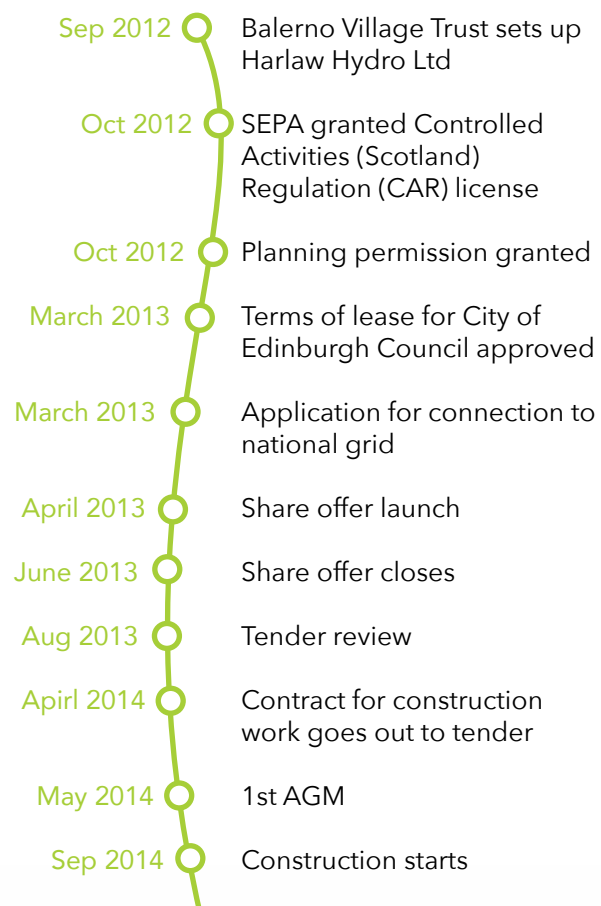 Sep 2012
Balerno Village Trust sets up
Harlaw Hydro Ltd
Oct 2012
SEPA granted Controlled
Activities (Scotland)
Regulation (CAR) license
Oct 2012
Planning permission granted
March 2013
Terms of lease for City of
Edinburgh Council approved
March 2013
Application for connection to
national grid
April 2013
Share offer launch
June 2013
Share offer closes
Aug 2013
Tender review
Apirl 2014
Contract for construction
work goes out to tender
May 2014
1st AGM
Sep 2014
Construction starts